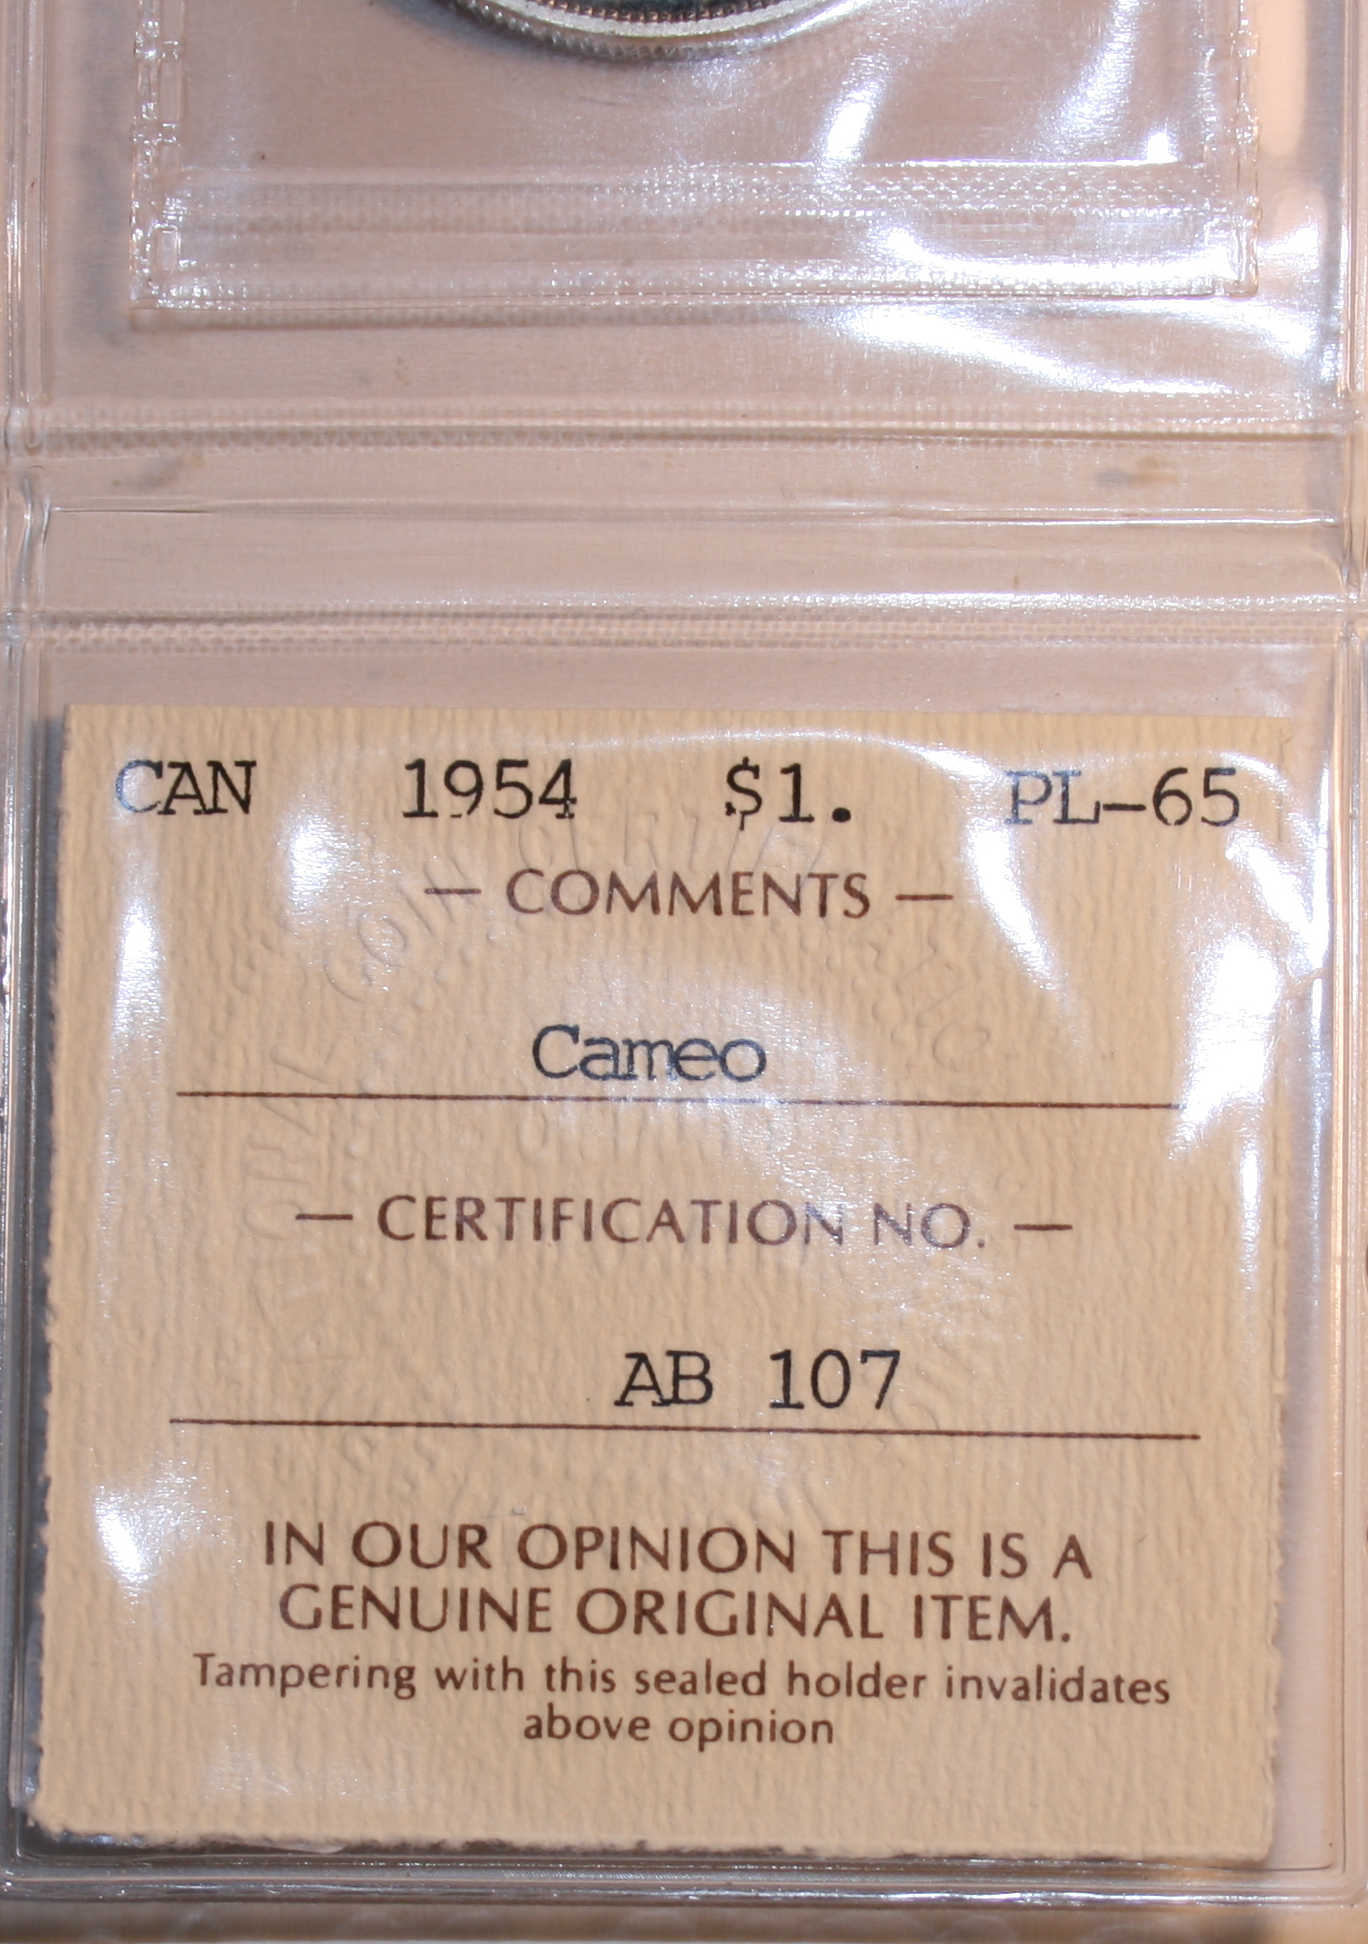 CAN 1954 $1. PL-65
— COMMENTS —
Cameo
— CERTIFICATION NO. —
AB 107
IN OUR OPINION THIS IS A
GENUINE ORIGINAL ITEM.
Tampering with this sealed holder invalidates
above opinion